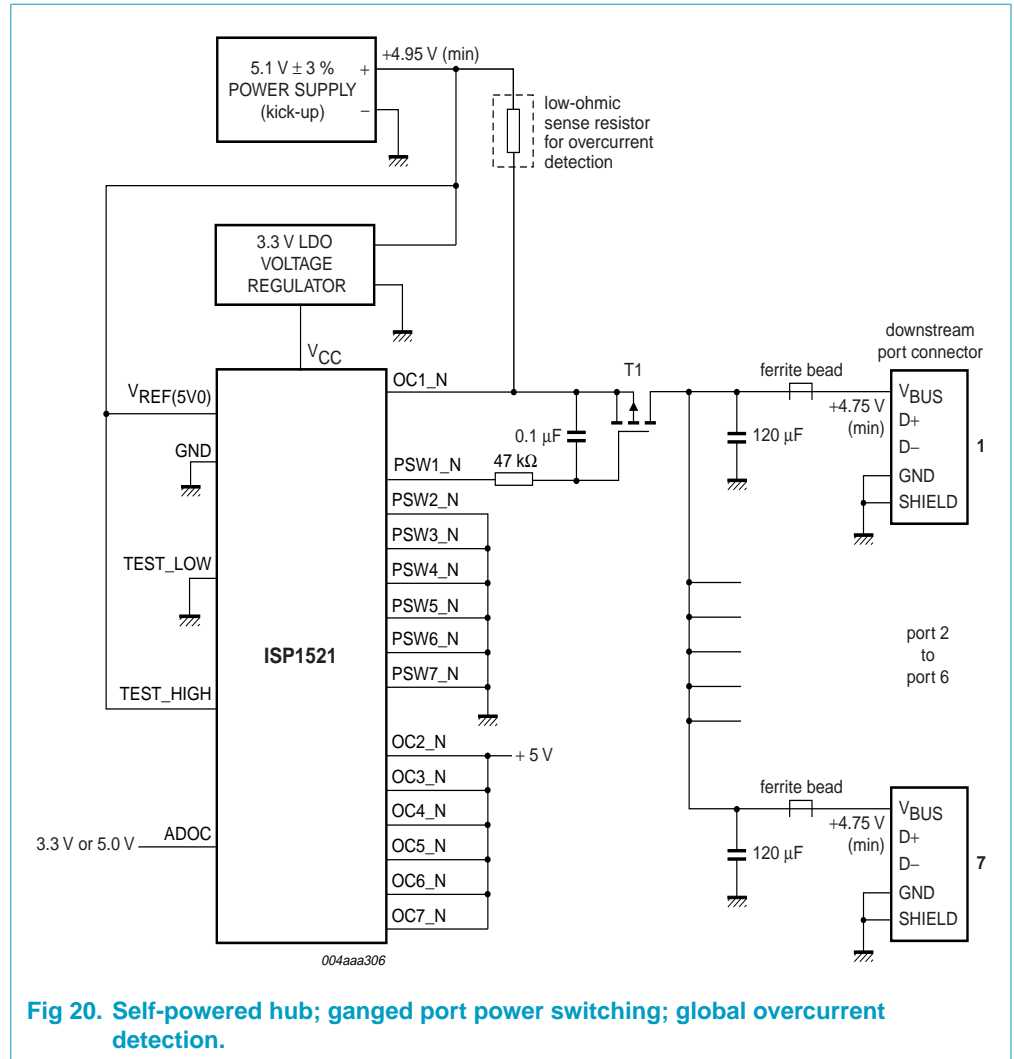 5.1 V ± 3 %
POWER SUPPLY
(kick-up)
+
−
+4.95 V (min)
low-ohmic
sense resistor
for overcurrent
detection
3.3 V LDO
VOLTAGE
REGULATOR
VCC
VREF(5V0)
GND
TEST_LOW
TEST_HIGH
ADOC
3.3 V or 5.0 V
ISP1521
OC1_N
PSW1_N
PSW2_N
PSW3_N
PSW4_N
PSW5_N
PSW6_N
PSW7_N
OC2_N
OC3_N
OC4_N
OC5_N
OC6_N
OC7_N
+ 5 V
0.1 µF
47 kΩ
T1
120 µF
ferrite bead
+4.75 V
(min)
downstream
port connector
VBUS
D+
D−
GND
SHIELD
1
port 2
to
port 6
120 µF
ferrite bead
+4.75 V
(min)
VBUS
D+
D−
GND
SHIELD
7
004aaa306
Fig 20. Self-powered hub; ganged port power switching; global overcurrent
detection.